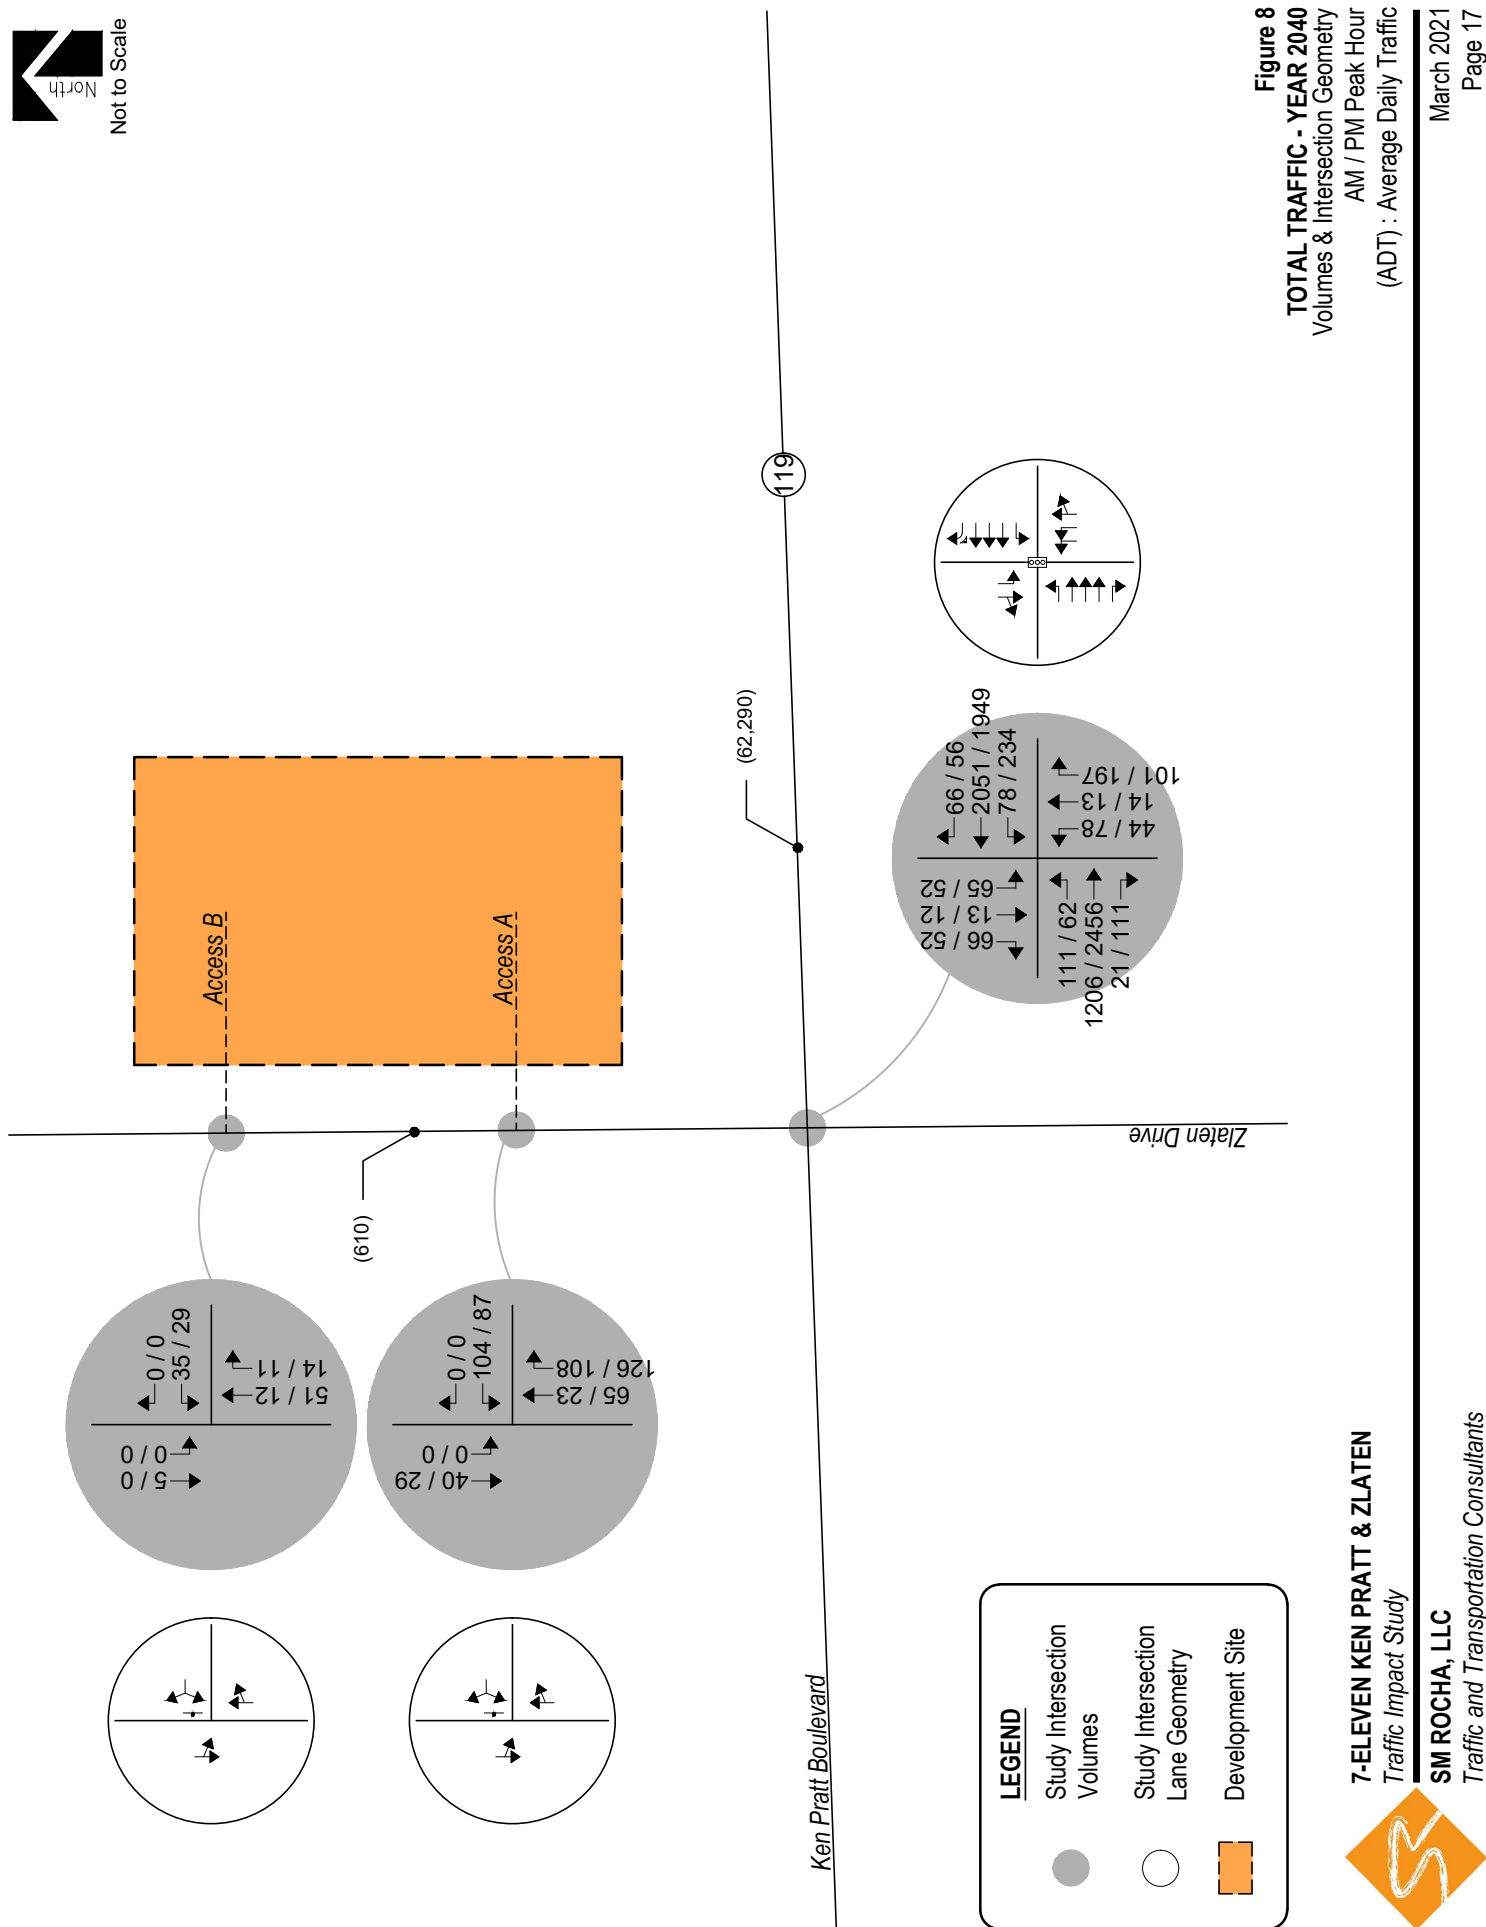 North
Not to Scale
Figure 8
TOTAL TRAFFIC - YEAR 2040
Volumes & Intersection Geometry
AM / PM Peak Hour
(ADT) : Average Daily Traffic
March 2021
Page 17
Access B
Access A
119
(62,290)
(610)
Zlaten Drive
Ken Pratt Boulevard
0 / 0
35 / 29
14 / 11
51 / 12
0 / 0
5 / 0
0 / 0
104 / 87
126 / 108
65 / 23
0 / 0
40 / 29
66 / 56
2051 / 1949
78 / 234
101 / 197
14 / 13
44 / 78
65 / 52
13 / 12
66 / 52
111 / 62
1206 / 2456
21 / 111
LEGEND
Study Intersection
Volumes
Study Intersection
Lane Geometry
Development Site
7-ELEVEN KEN PRATT & ZLATEN
Traffic Impact Study
SM ROCHA, LLC
Traffic and Transportation Consultants